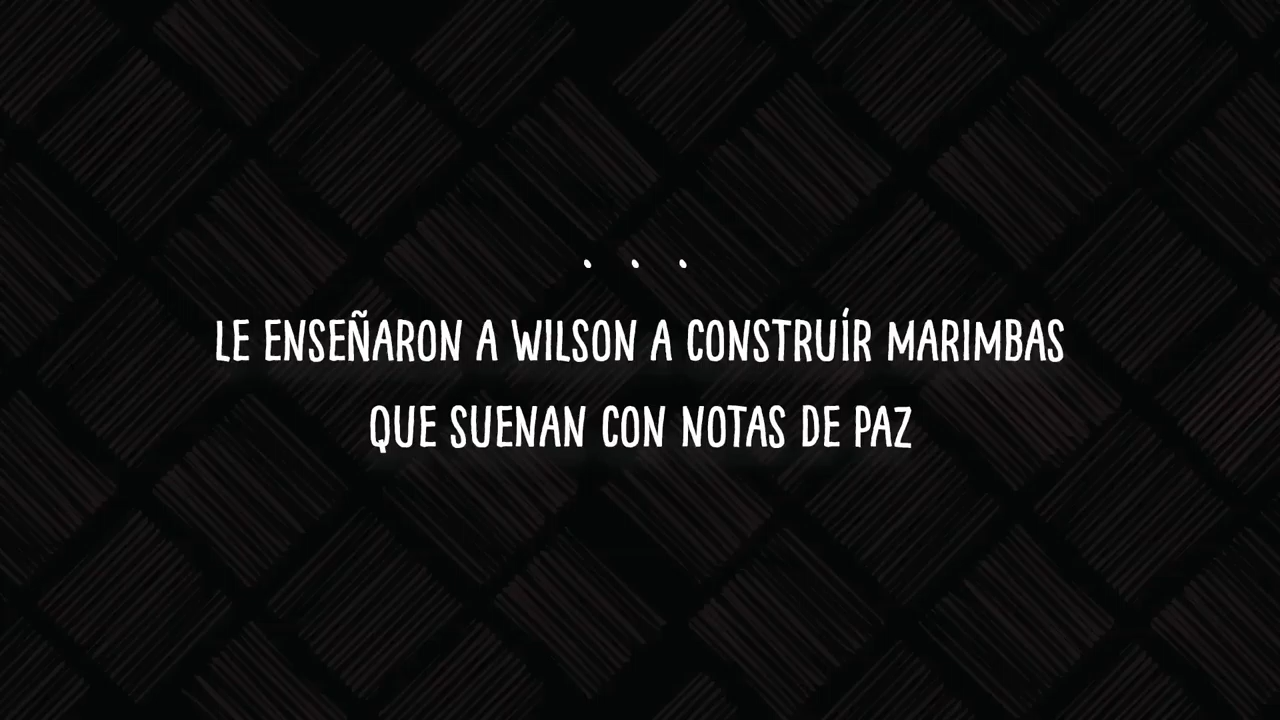 . . .
LE ENSEÑARON A WILSON A CONSTRUÍR MARIMBAS
QUE SUENAN CON NOTAS DE PAZ